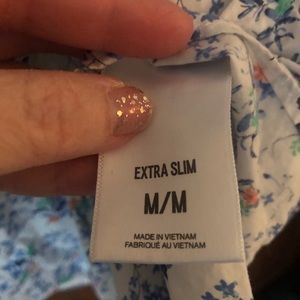 EXTRA SLIM
M/M
MADE IN VIETNAM
FABRIQUÉ AU VIETNAM